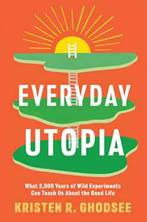 EVERYDAY
UTOPIA
What 2,000 Years of Wild Experiments
Can Teach Us About the Good Life
KRISTEN R. GHODSEE